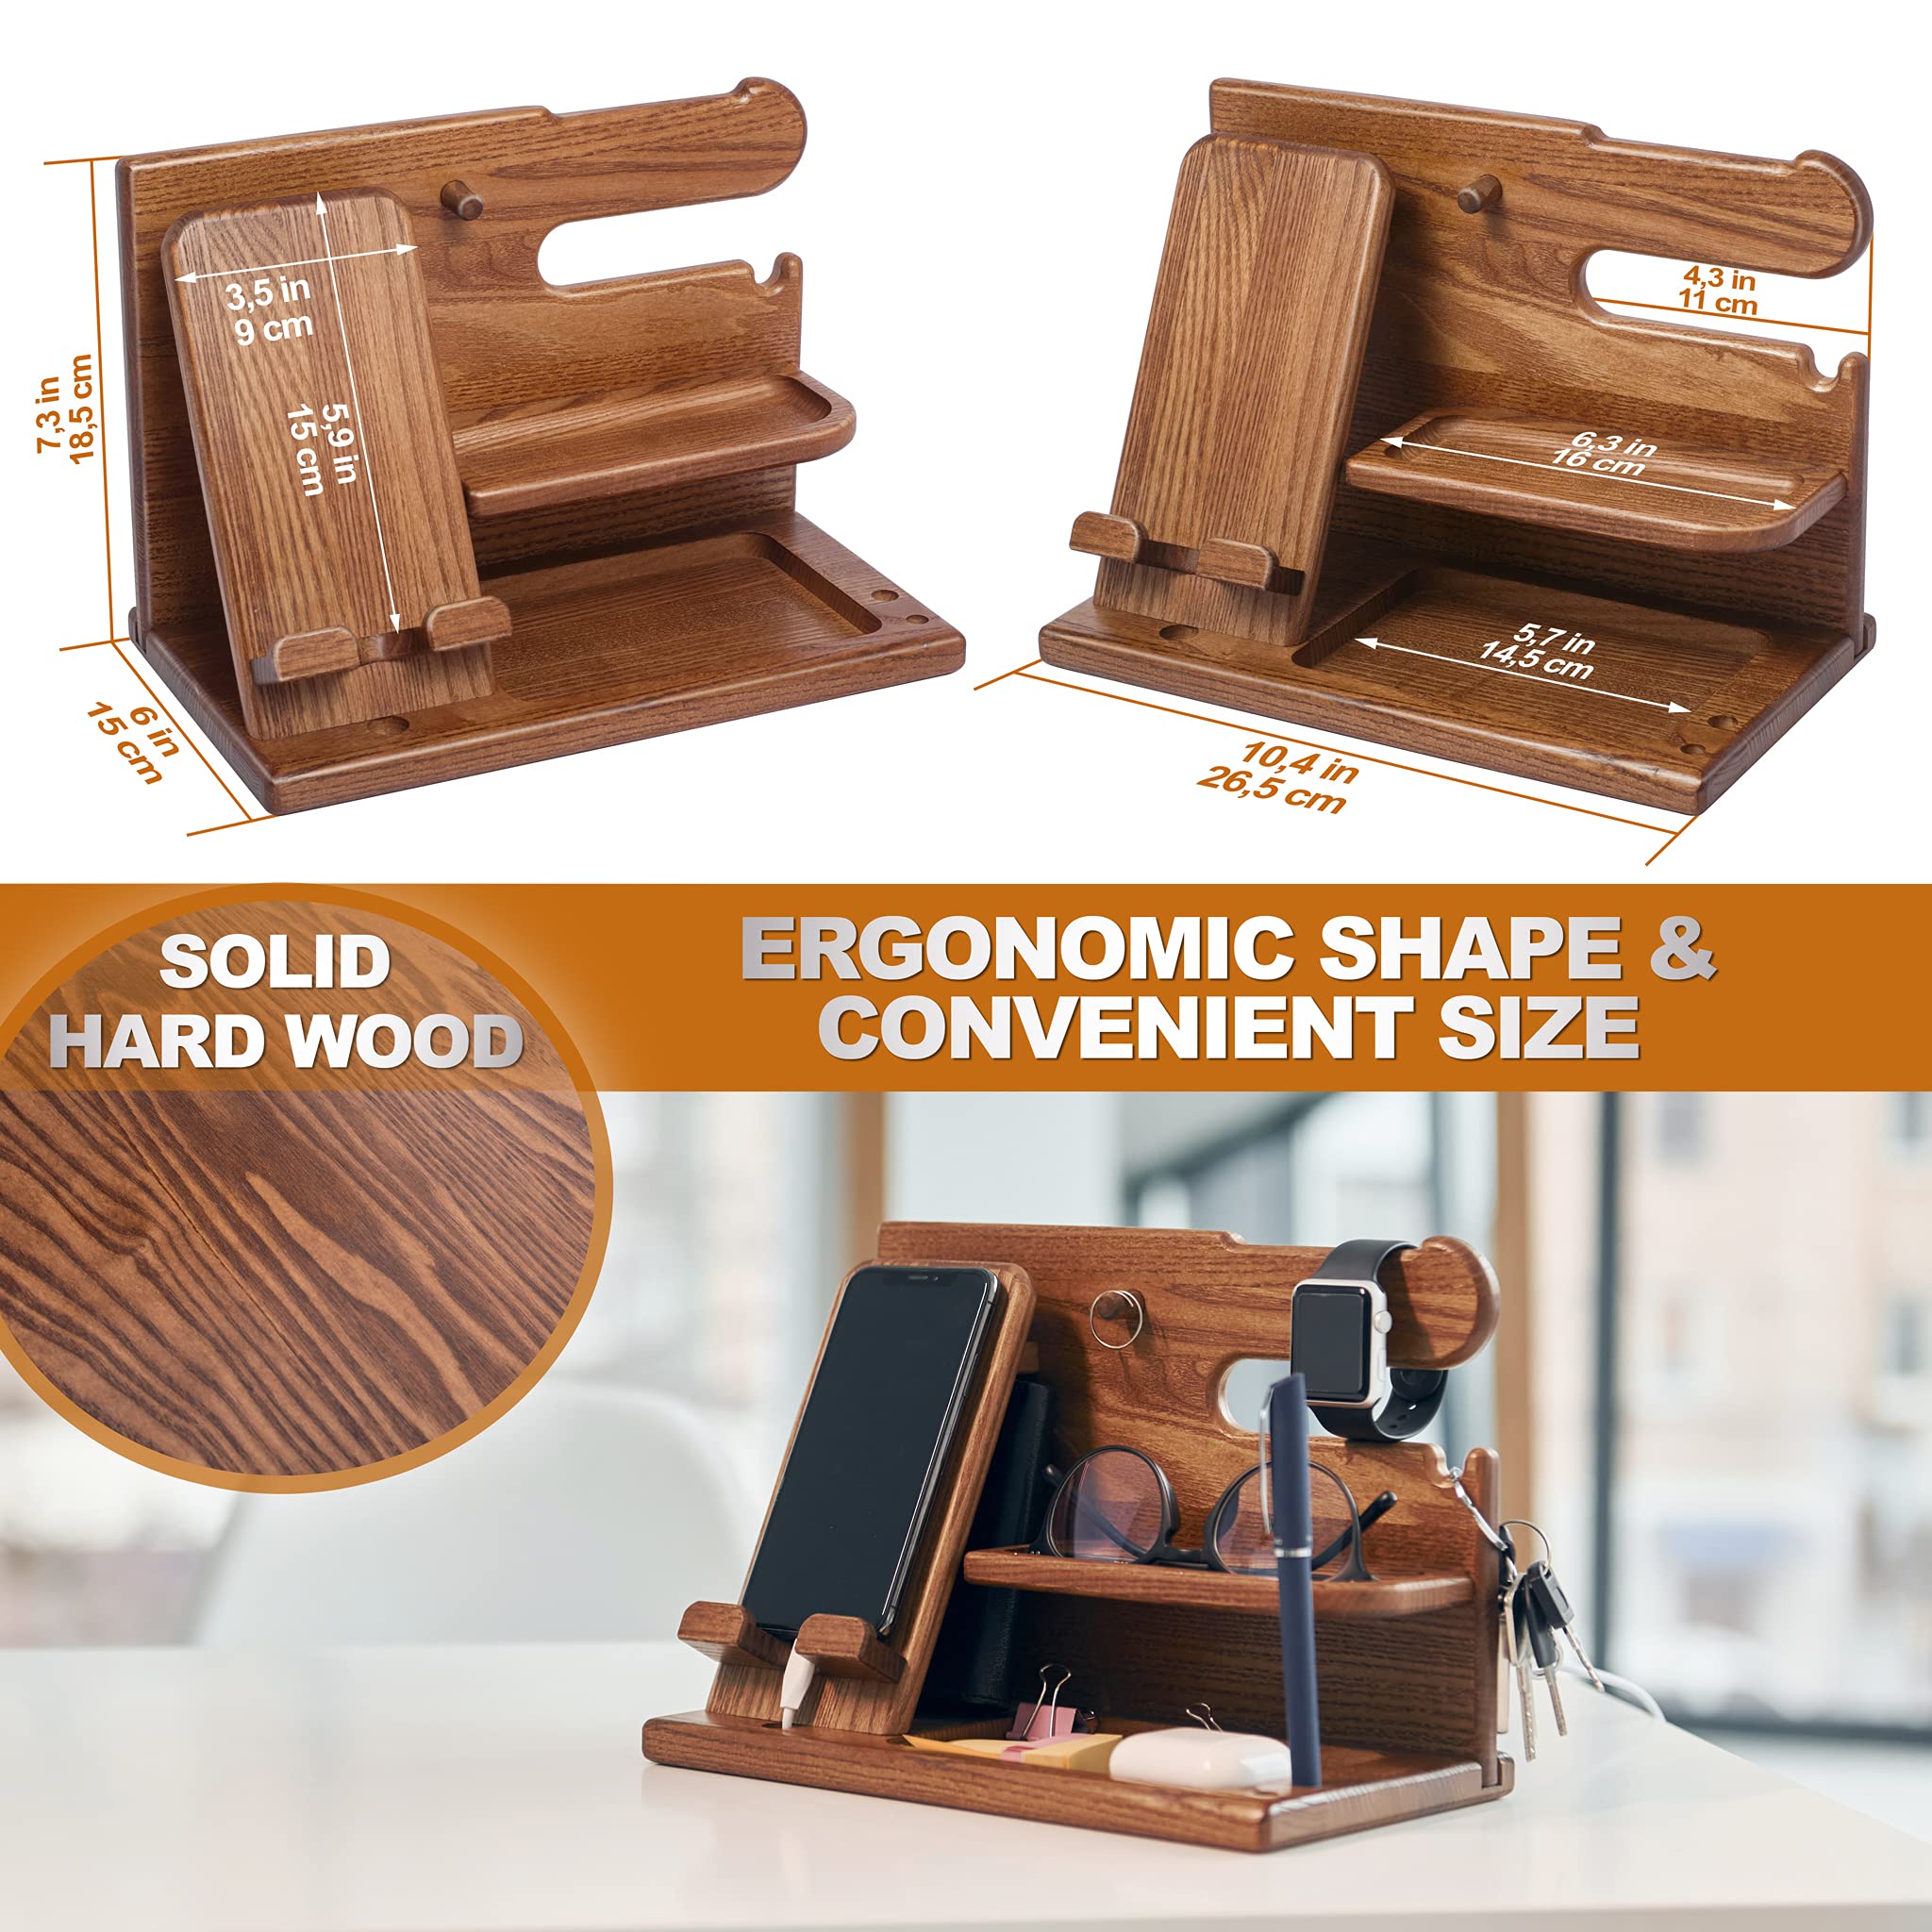 3,5 in
9 cm
5,9 in
15 cm
7,3 in
18,5 cm
6 in
15 cm
4,3 in
11 cm
6,3 in
16 cm
5,7 in
14,5 cm
10,4 in
26,5 cm
SOLID
HARD WOOD
ERGONOMIC SHAPE &
CONVENIENT SIZE